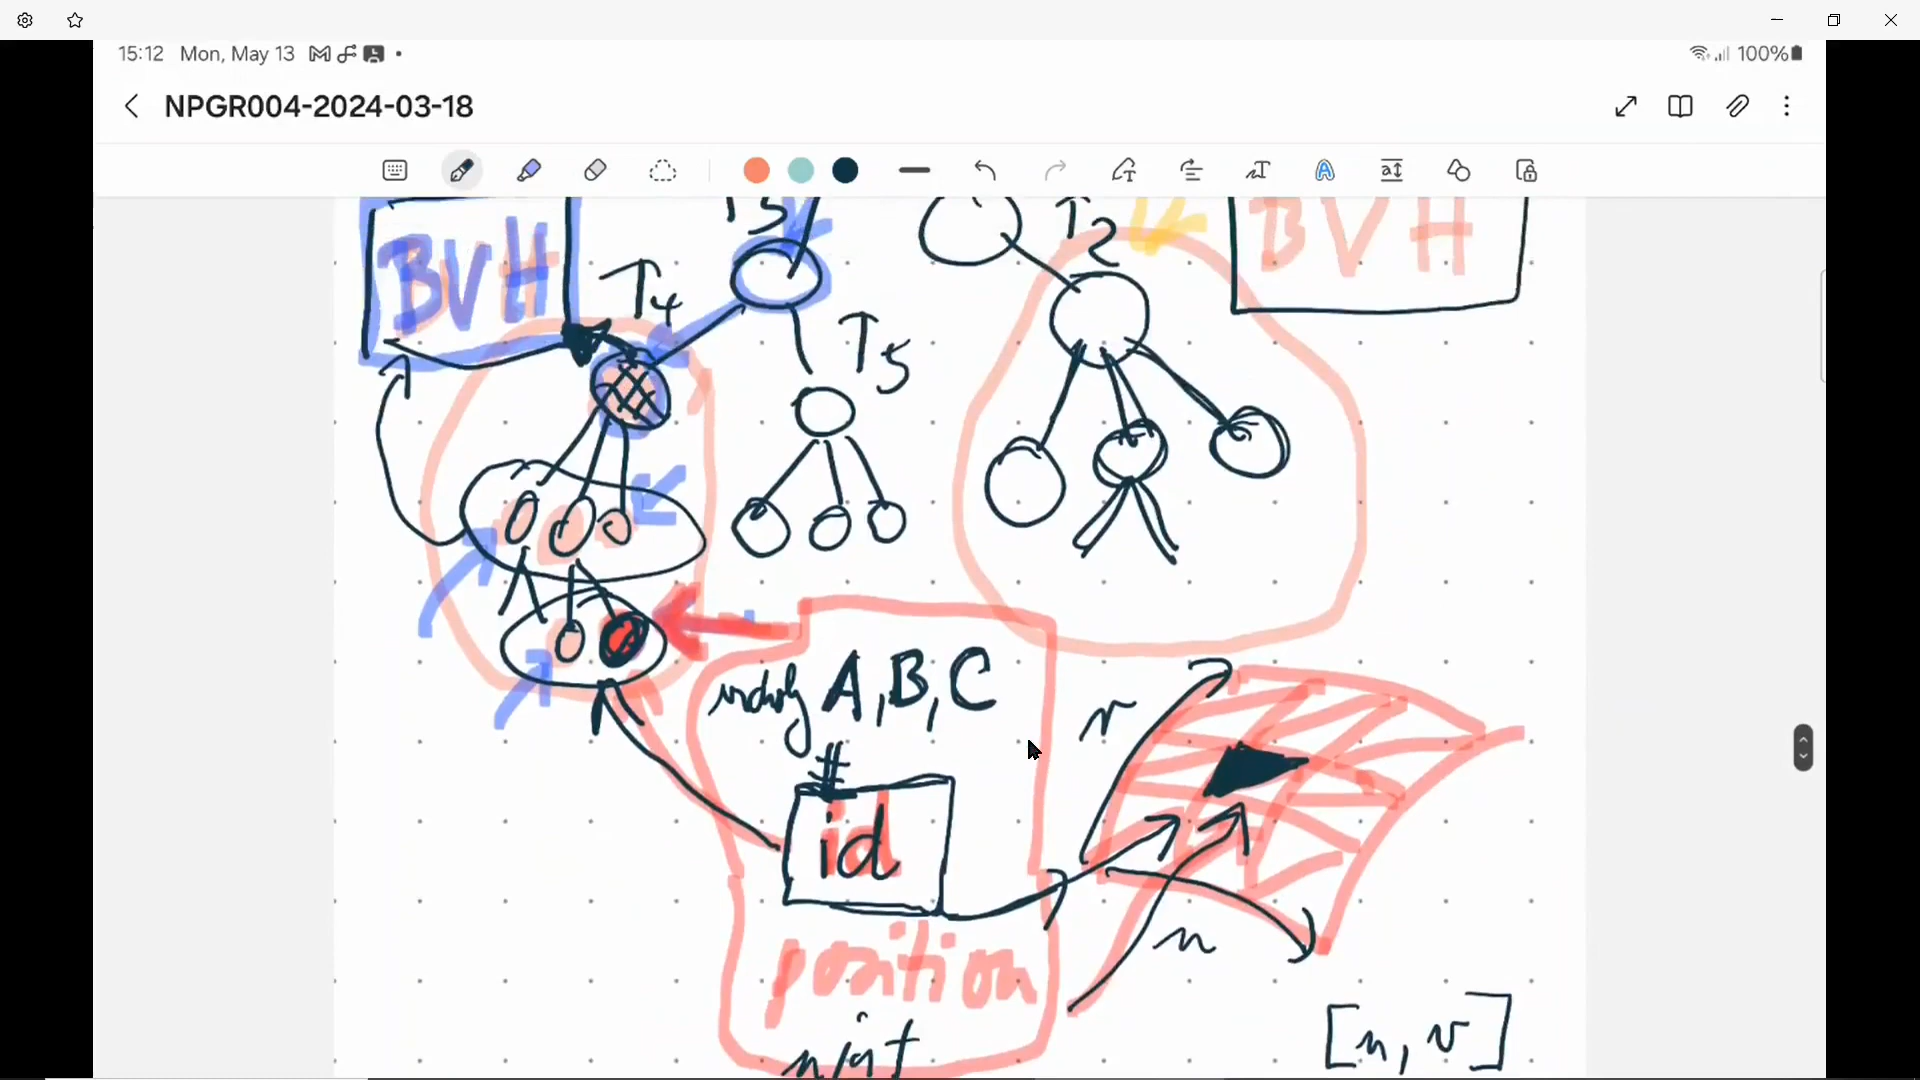 15:12 Mon, May 13
100%
NPGR004-2024-03-18
T2
BVH
BVH
T4
T5
A, B, C
#
id
position
[u, v]